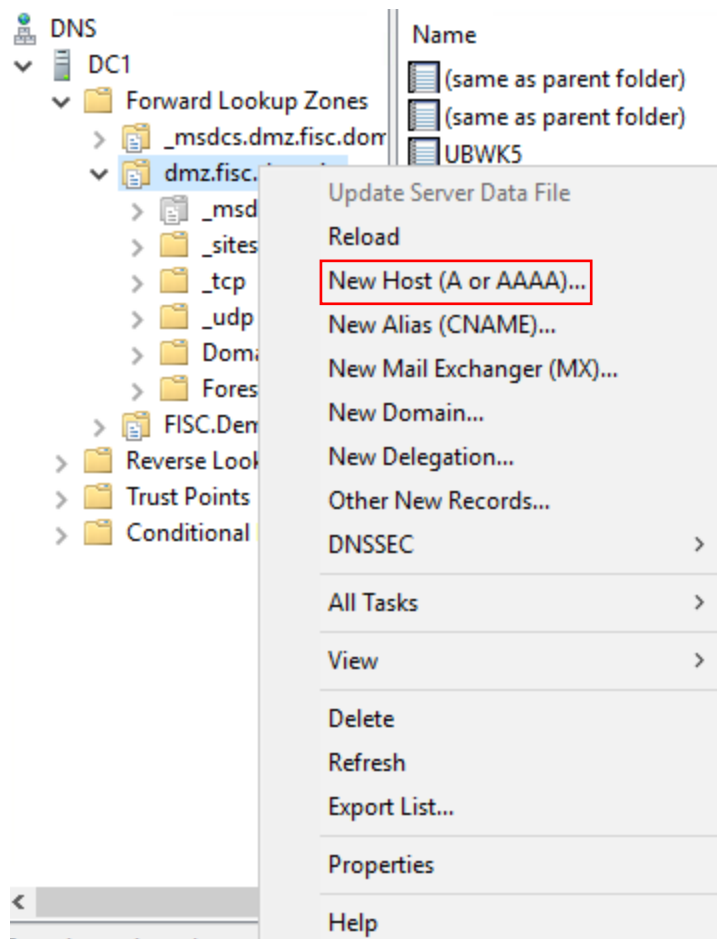 DNS
DC1
Forward Lookup Zones
_msdcs.dmz.fisc.dom
dmz.fisc.
_msd
_sites
_tcp
_udp
Doma
Fores
FISC.Dem
Reverse Look
Trust Points
Conditional
Name
(same as parent folder)
(same as parent folder)
UBWK5
Update Server Data File
Reload
New Host (A or AAAA)...
New Alias (CNAME)...
New Mail Exchanger (MX)...
New Domain...
New Delegation...
Other New Records...
DNSSEC
All Tasks
View
Delete
Refresh
Export List...
Properties
Help